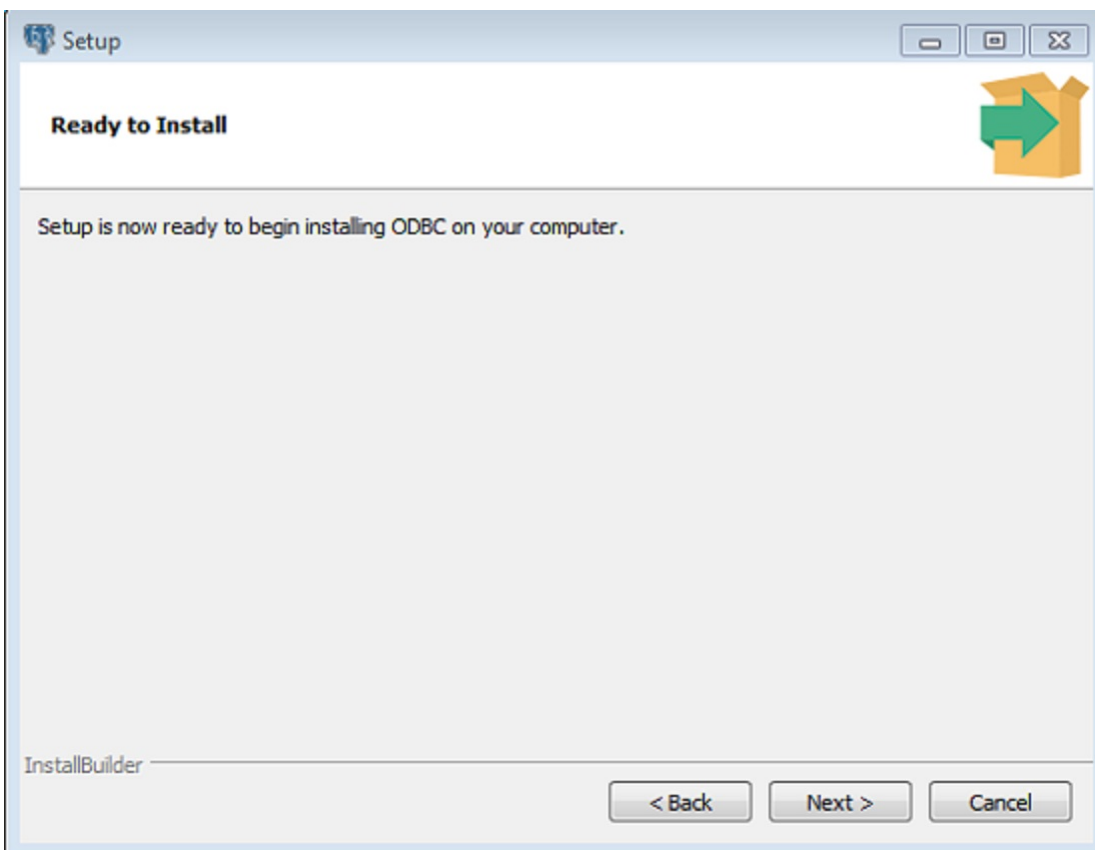 Setup
Ready to Install
Setup is now ready to begin installing ODBC on your computer.
InstallBuilder
< Back Next > Cancel